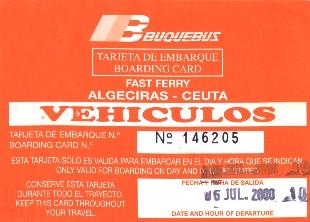 B BUQUEBUS
TARJETA DE EMBARQUE
BOARDING CARD
FAST FERRY
ALGECIRAS - CEUTA
VEHICULOS
TARJETA DE EMBARQUE N.º
BOARDING CARD N.º
Nº 146205
ESTA TARJETA SOLO ES VALIDA PARA EMBARCAR EN EL DIA Y HORA QUE SE INDICAN
ONLY VALID FOR BOARDING ON DAY AND
CONSERVE ESTA TARJETA
DURANTE TODO EL TRAYECTO.
KEEP THIS CARD THROUGHOUT
YOUR TRAVEL.
FECHA Y HORA DE SALIDA
JUL. 2000
DATE AND HOUR OF DEPARTURE